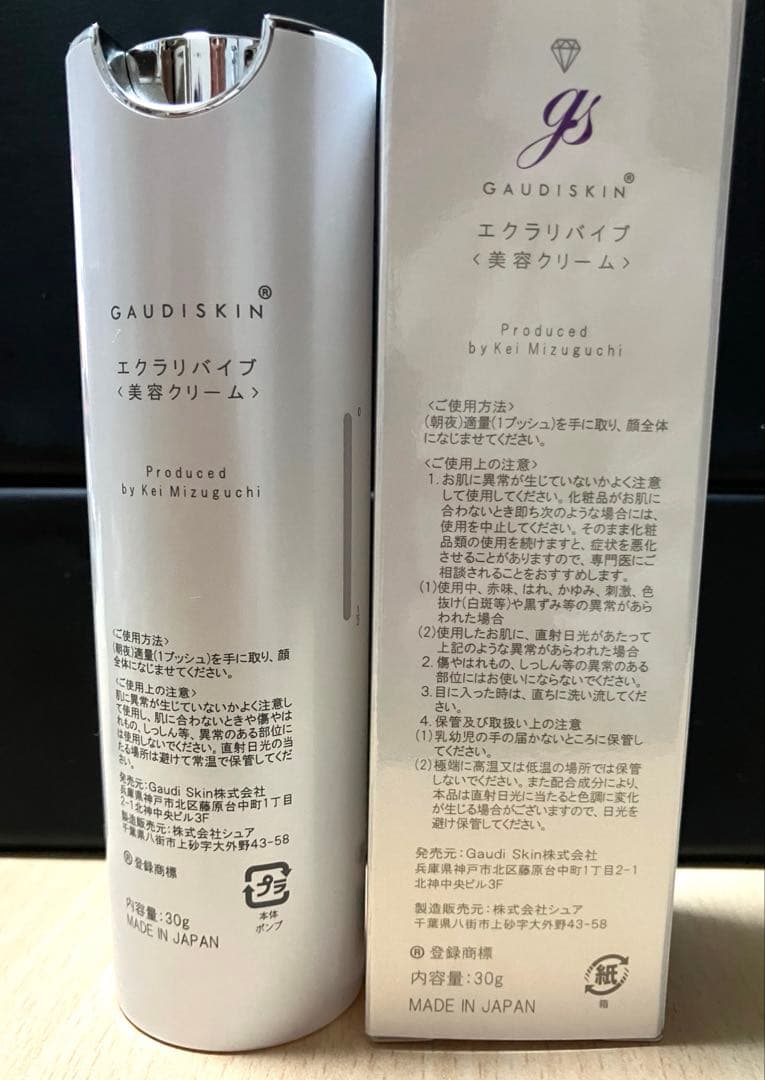 GAUDISKIN®
エクラリバイブ
<美容クリーム>
Produced
by Kei Mizuguchi
0
<ご使用方法>
(朝夜)適量(1プッシュ)を手に取り、顔
全体になじませてください。
<ご使用上の注意>
肌に異常が生じていないかよく注意し
て使用し、肌に合わないときや傷やは
れもの、しっしん等、異常のある部位に
は使用しないでください。直射日光の当
たる場所は避けて常温で保管してくだ
さい。
発売元:Gaudi Skin株式会社
兵庫県神戸市北区藤原台中町1丁目
2-1北神中央ビル3F
製造販売元:株式会社シュア
千葉県八街市上砂字大外野43-58
®登録商標
プラ
本体
ポンプ
内容量:30g
MADE IN JAPAN
gs
GAUDISKIN®
エクラリバイブ
<美容クリーム>
Produced
by Kei Mizuguchi
<ご使用方法>
(朝夜)適量(1プッシュ)を手に取り、顔全体
になじませてください。
<ご使用上の注意>
1. お肌に異常が生じていないかよく注意
して使用してください。化粧品がお肌に
合わないとき即ち次のような場合には、
使用を中止してください。そのまま化粧
品類の使用を続けますと、症状を悪化
させることがありますので、専門医にご
相談されることをおすすめします。
(1)使用中、赤味、はれ、かゆみ、刺激、色
抜け(白斑等)や黒ずみ等の異常があら
われた場合
(2)使用したお肌に、直射日光があたって
上記のような異常があらわれた場合
2. 傷やはれもの、しっしん等の異常のある
部位にはお使いにならないでください。
3. 目に入った時は、直ちに洗い流してくだ
さい。
4. 保管及び取扱い上の注意
(1)乳幼児の手の届かないところに保管し
てください。
(2)極端に高温又は低温の場所では保管
しないでください。また配合成分により、
本品は直射日光に当たると色調に変化
が生じる場合がございますので、日光を
避け保管してください。
発売元:Gaudi Skin株式会社
兵庫県神戸市北区藤原台中町1丁目2-1
北神中央ビル3F
製造販売元:株式会社シュア
千葉県八街市上砂字大外野43-58
®登録商標
紙
箱
内容量:30g
MADE IN JAPAN